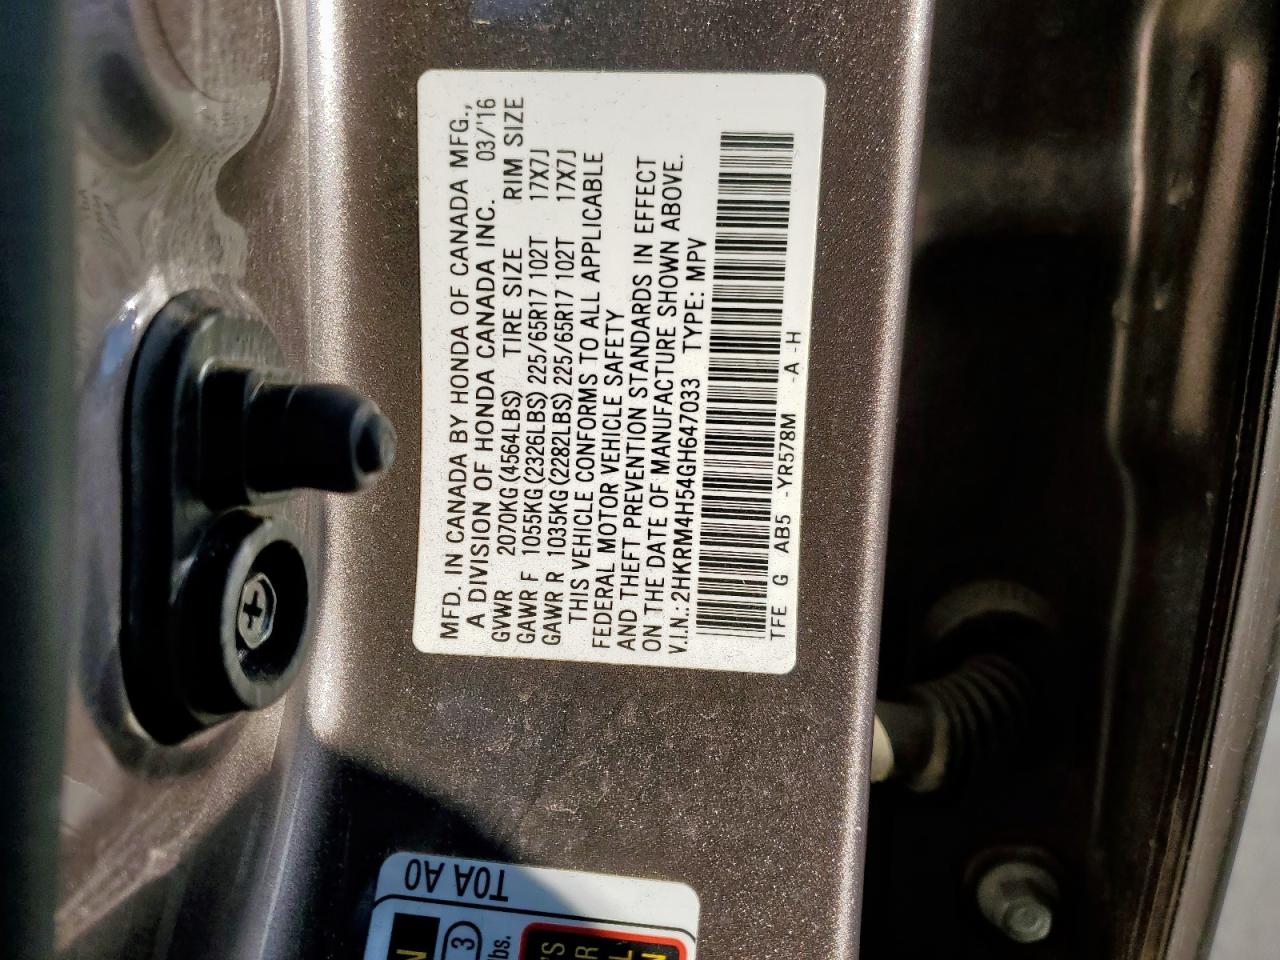 MFD. IN CANADA BY HONDA OF CANADA MFG.,
A DIVISION OF HONDA CANADA INC. 03/'16
GVWR 2070KG(4564LBS) TIRE SIZE RIM SIZE
GAWR F 1055KG(2326LBS) 225/65R17 102T 17X7J
GAWR R 1035KG(2282LBS) 225/65R17 102T 17X7J
THIS VEHICLE CONFORMS TO ALL APPLICABLE
FEDERAL MOTOR VEHICLE SAFETY
AND THEFT PREVENTION STANDARDS IN EFFECT
ON THE DATE OF MANUFACTURE SHOWN ABOVE.
V.I.N.:2HKRM4H54GH647033 TYPE: MPV
TFE G AB5 -YR578M -A -H
T0A A0
3
lbs.